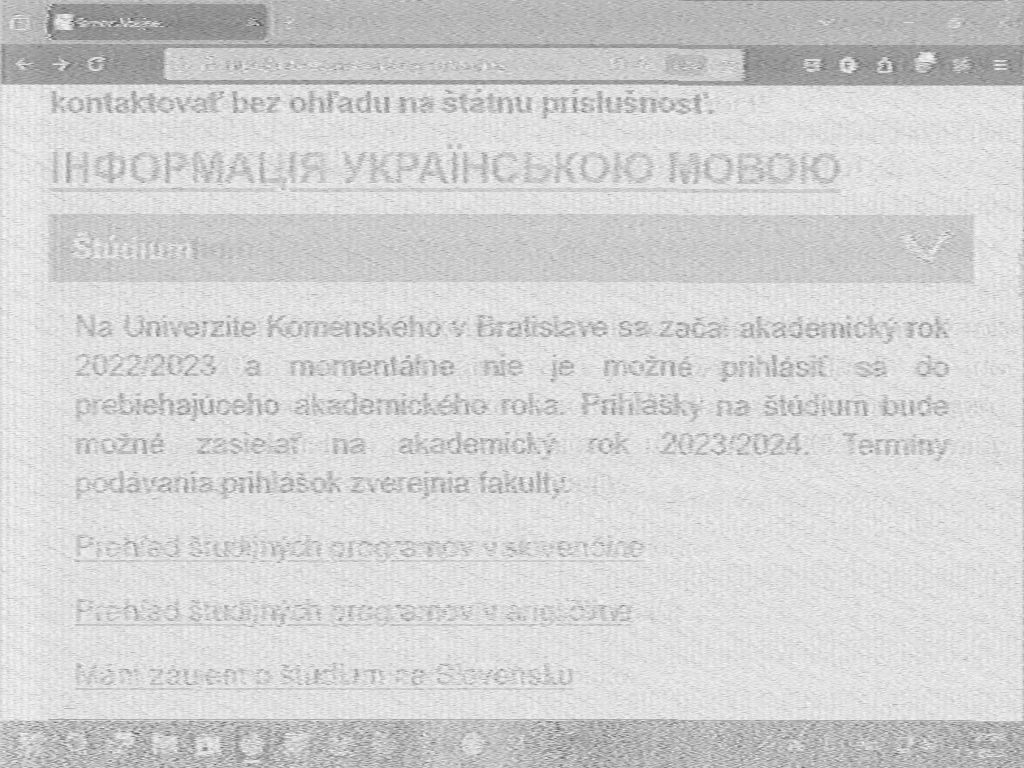 kontaktovať bez ohľadu na štátnu príslušnosť.
ІНФОРМАЦІЯ УКРАЇНСЬКОЮ МОВОЮ
Štúdium
Na Univerzite Komenského v Bratislave sa začal akademický rok
2022/2023 a momentálne nie je možné prihlásiť sa do
prebiehajúceho akademického roka. Prihlášky na štúdium bude
možné zasielať na akademický rok 2023/2024. Termíny
podávania prihlášok zverejnia fakulty.
Prehľad študijných programov v slovenčine
Prehľad študijných programov v angličtine
Mám záujem o štúdium na Slovensku